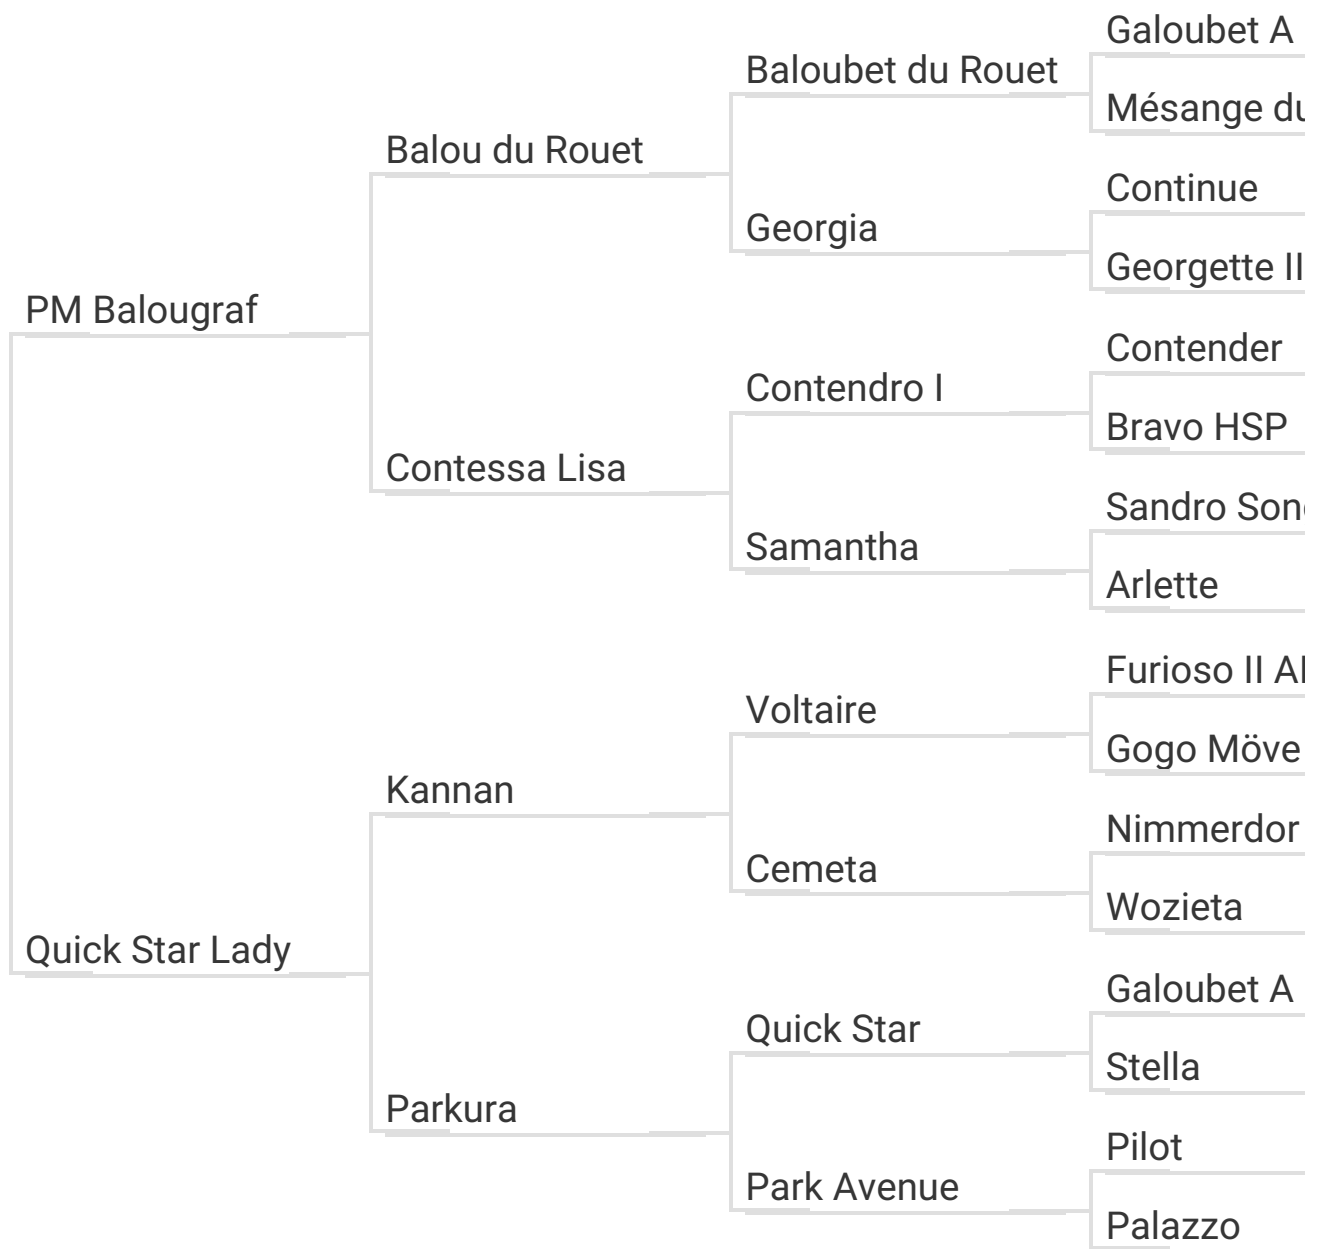 Galoubet A
Baloubet du Rouet
Mésange
Balou du Rouet
Continue
Georgia
Georgette II
PM Balougraf
Contender
Contendro I
Bravo HSP
Contessa Lisa
Sandro
Samantha
Arlette
Furioso II
Voltaire
Gogo Möve
Kannan
Nimmerdor
Cemeta
Wozieta
Quick Star Lady
Galoubet A
Quick Star
Stella
Parkura
Pilot
Park Avenue
Palazzo